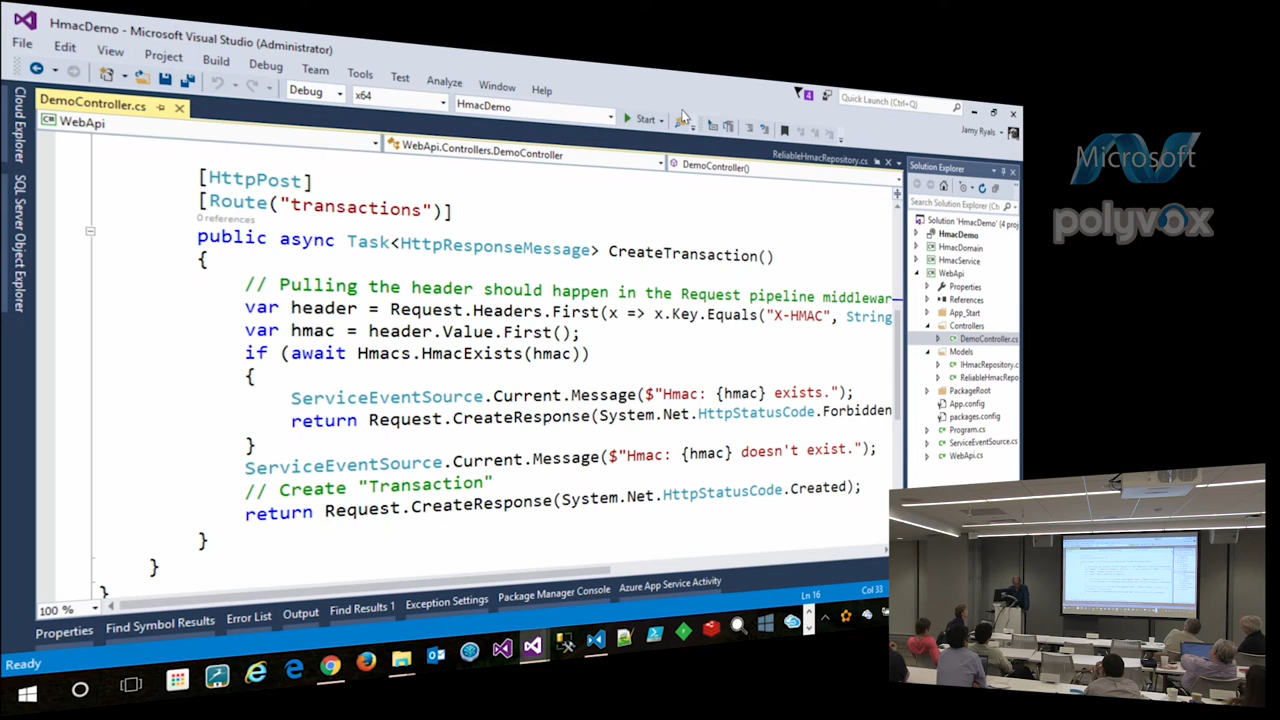 HmacDemo - Microsoft Visual Studio (Administrator)
Quick Launch (Ctrl+Q)
File Edit View Project Build Debug Team Tools Test Analyze Window Help
Jamy Ryals
Debug x64 HmacDemo Start
DemoController.cs
ReliableHmacRepository.cs
WebApi
WebApi.Controllers.DemoController
DemoController()
Cloud Explorer
SQL Server Object Explorer
[HttpPost]
[Route("transactions")]
0 references
public async Task<HttpResponseMessage> CreateTransaction()
{
// Pulling the header should happen in the Request pipeline middlewar
var header = Request.Headers.First(x => x.Key.Equals("X-HMAC", String
var hmac = header.Value.First();
if (await Hmacs.HmacExists(hmac))
{
ServiceEventSource.Current.Message($"Hmac: {hmac} exists.");
return Request.CreateResponse(System.Net.HttpStatusCode.Forbidden
}
ServiceEventSource.Current.Message($"Hmac: {hmac} doesn't exist.");
// Create "Transaction"
return Request.CreateResponse(System.Net.HttpStatusCode.Created);
}
}
}
100 %
Solution Explorer
Search Solution Explorer (Ctrl
Solution 'HmacDemo' (4 proj
HmacDemo
HmacDomain
HmacService
WebApi
Properties
References
App_Start
Controllers
DemoController.cs
Models
IHmacRepository.c
ReliableHmacRepos
PackageRoot
App.config
packages.config
Program.cs
ServiceEventSource.cs
WebApi.cs
Properties Find Symbol Results Error List Output Find Results 1 Exception Settings Package Manager Console Azure App Service Activity
Ready
Ln 16
Col 33
Microsoft
polyvox